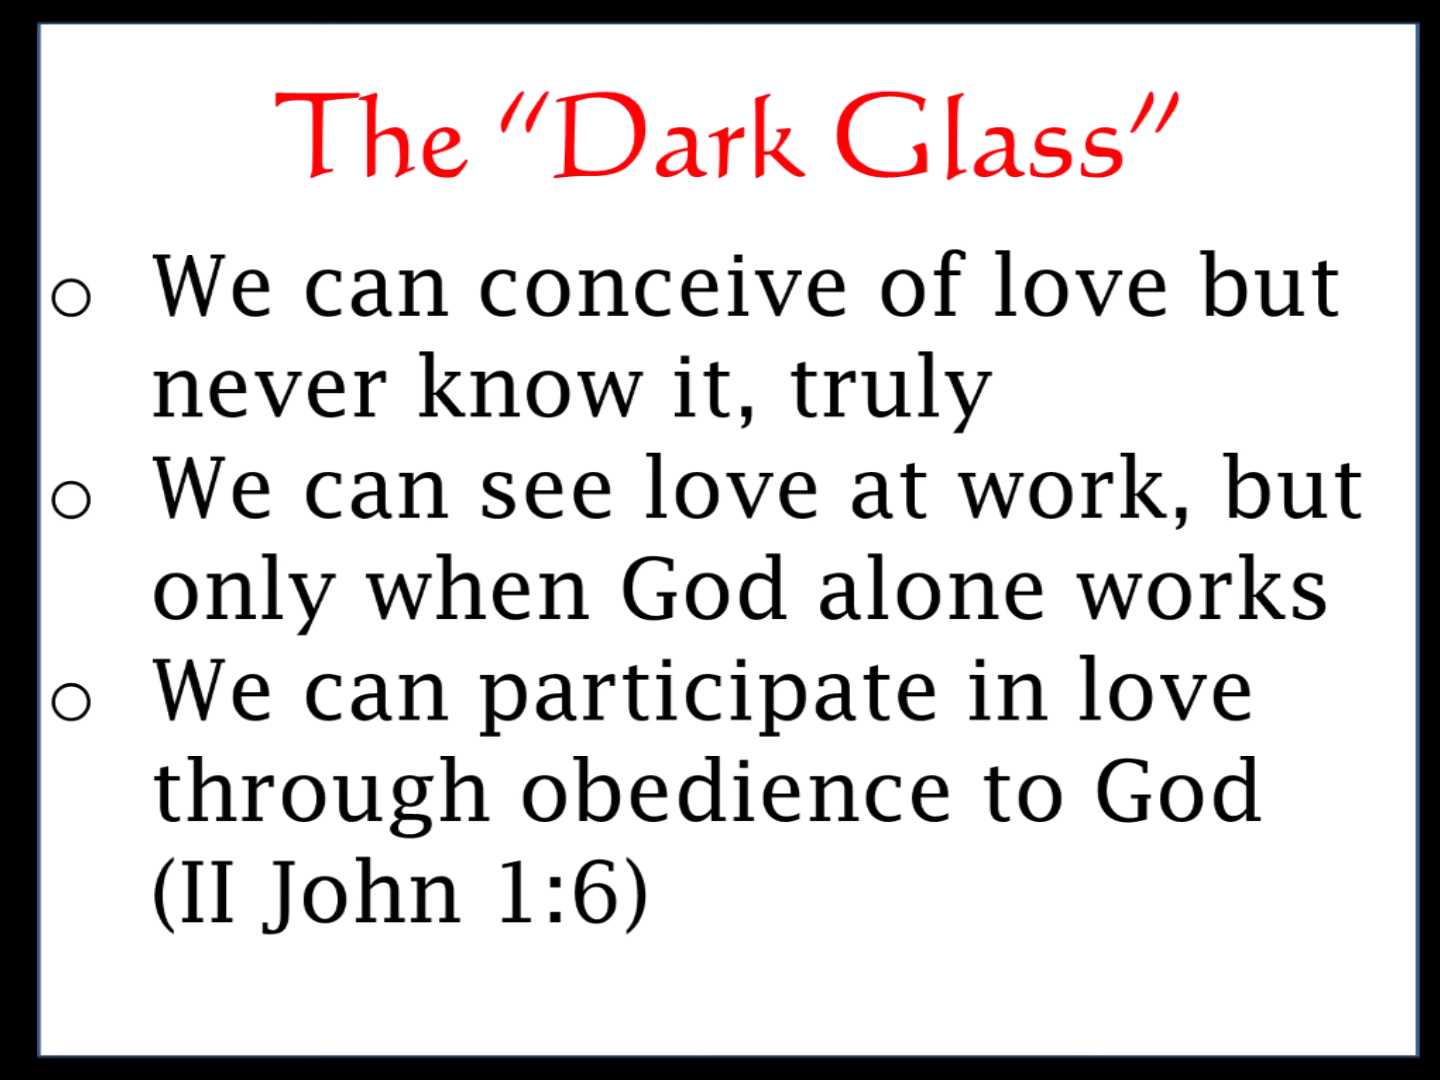 The “Dark Glass”
○ We can conceive of love but
never know it, truly
○ We can see love at work, but
only when God alone works
○ We can participate in love
through obedience to God
(II John 1:6)